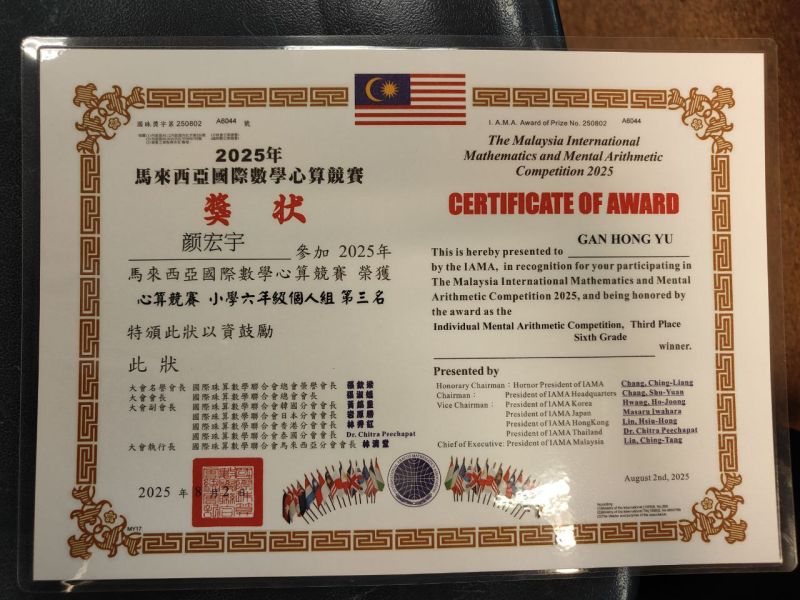 國珠獎字第 250802 A6044 號
2025年
馬來西亞國際數學心算競賽
獎 狀
颜宏宇 參加 2025年
馬來西亞國際數學心算競賽 榮獲
心算競賽 小學六年級個人組 第三名
特頒此狀以資鼓勵
此 狀
大會名譽會長 國際珠算數學聯合會總會榮譽會長
大會會長 國際珠算數學聯合會總會會長
大會副會長 國際珠算數學聯合會韓國分會會長
國際珠算數學聯合會日本分會會長
國際珠算數學聯合會香港分會會長 林秀紅
國際珠算數學聯合會泰國分會會長 Dr. Chitra Peechapat
大會執行長 國際珠算數學聯合會馬來西亞分會會長 林清堂
2025 年 8 月 2 日
MY17
I. A.M.A. Award of Prize No. 250802 A6044
The Malaysia International
Mathematics and Mental Arithmetic
Competition 2025
CERTIFICATE OF AWARD
This is hereby presented to GAN HONG YU
by the IAMA, in recognition for your participating in
The Malaysia International Mathematics and Mental
Arithmetic Competition 2025, and being honored by
the award as the
Individual Mental Arithmetic Competition, Third Place
Sixth Grade
winner.
Presented by
Honorary Chairman : Hornor President of IAMA Chang, Ching-Liang
Chairman : President of IAMA Headquarters Chang, Shu-Yuan
Vice Chairman : President of IAMA Korea Hwang, Ho-Joong
President of IAMA Japan Masaru Iwahara
President of IAMA HongKong Lin, Hsiu-Hong
President of IAMA Thailand Dr. Chitra Peechapat
Chief of Executive: President of IAMA Malaysia Lin, Ching-Tang
August 2nd, 2025